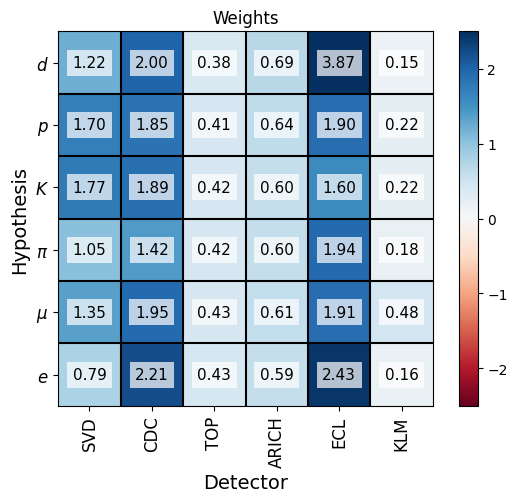 Weights
Hypothesis
d 1.22 2.00 0.38 0.69 3.87 0.15
p 1.70 1.85 0.41 0.64 1.90 0.22
K 1.77 1.89 0.42 0.60 1.60 0.22
π 1.05 1.42 0.42 0.60 1.94 0.18
μ 1.35 1.95 0.43 0.61 1.91 0.48
e 0.79 2.21 0.43 0.59 2.43 0.16
SVD CDC TOP ARICH ECL KLM
Detector
2
1
0
−1
−2